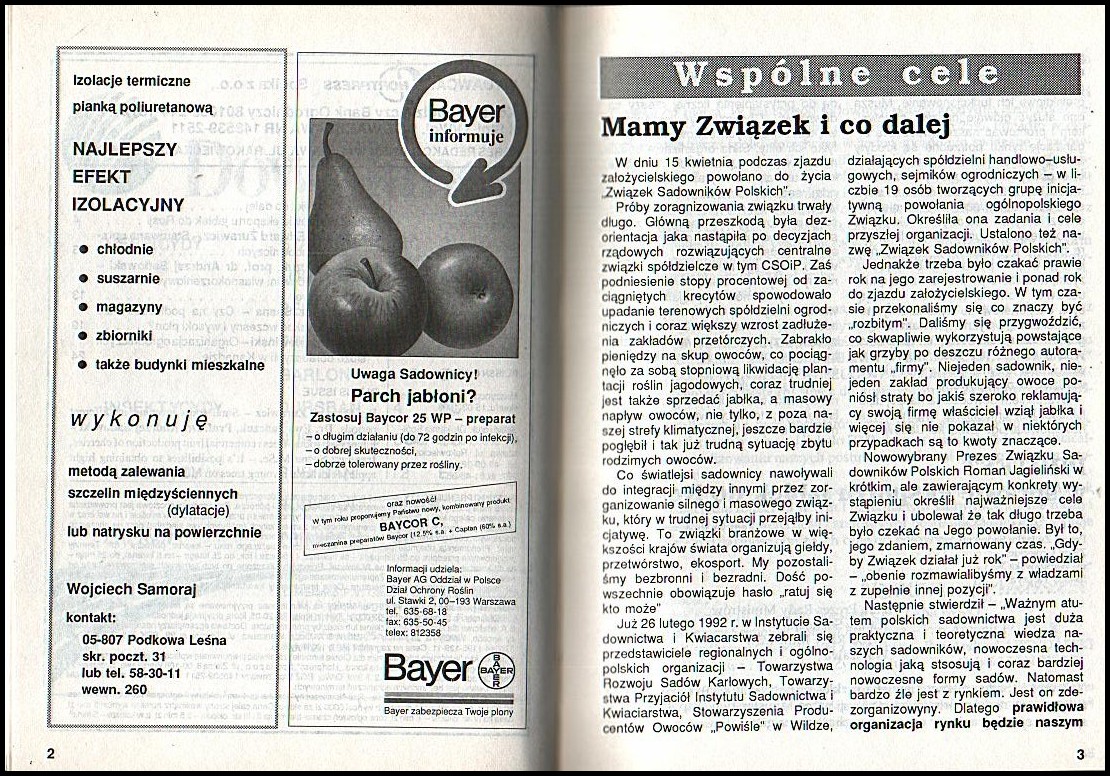 Izolacje termiczne
pianką poliuretanową
NAJLEPSZY
EFEKT
IZOLACYJNY
● chłodnie
● suszarnie
● magazyny
● zbiorniki
● także budynki mieszkalne
wykonuję
metodą zalewania
szczelin międzyściennych
(dylatacje)
lub natrysku na powierzchnie
Wojciech Samoraj
kontakt:
05-807 Podkowa Leśna
skr. poczt. 31
lub tel. 58-30-11
wewn. 260
2
Bayer
informuje
Uwaga Sadownicy!
Parch jabłoni?
Zastosuj Baycor 25 WP – preparat
– o długim działaniu (do 72 godzin po infekcji),
– o dobrej skuteczności,
– dobrze tolerowany przez rośliny.
oraz nowość!
W tym roku proponujemy Państwu nowy, kombinowany produkt
BAYCOR C,
mieczanina preparatów Baycor (12.5% s.a. + Captan (60% s.a.)
Informacji udziela:
Bayer AG Oddział w Polsce
Dział Ochrony Roślin
ul. Stawki 2, 00–193 Warszawa
tel. 635-68-18
fax: 635-50-45
telex: 812358
Bayer
BAYER
Bayer zabezpiecza Twoje plony
Wspólne cele
Mamy Związek i co dalej
W dniu 15 kwietnia podczas zjazdu
założycielskiego powołano do życia
„Związek Sadowników Polskich".
Próby zoragnizowania związku trwały
długo. Główną przeszkodą była dez-
orientacja jaka nastąpiła po decyzjach
rządowych rozwiązujących centralne
związki spółdzielcze w tym CSOiP. Zaś
podniesienie stopy procentowej od za-
ciągniętych krecytów spowodowało
upadanie terenowych spółdzielni ogrod-
niczych i coraz większy wzrost zadłuże-
nia zakładów przetórczych. Zabrakło
pieniędzy na skup owoców, co pociąg-
nęło za sobą stopniową likwidację plan-
tacji roślin jagodowych, coraz trudniej
jest także sprzedać jabłka, a masowy
napływ owoców, nie tylko, z poza na-
szej strefy klimatycznej, jeszcze bardzie
pogłębił i tak już trudną sytuację zbytu
rodzimych owoców.
Co światlejsi sadownicy nawoływali
do integracji między innymi przez zor-
ganizowanie silnego i masowego związ-
ku, który w trudnej sytuacji przejąłby ini-
cjatywę. To związki branżowe w wię-
kszości krajów świata organizują giełdy,
przetwórstwo, ekosport. My pozostali-
śmy bezbronni i bezradni. Dość po-
wszechnie obowiązuje hasło „ratuj się
kto może"
Już 26 lutego 1992 r. w Instytucie Sa-
downictwa i Kwiacarstwa zebrali się
przedstawiciele regionalnych i ogólno-
polskich organizacji – Towarzystwa
Rozwoju Sadów Karłowych, Towarzy-
stwa Przyjaciół Instytutu Sadownictwa i
Kwiaciarstwa, Stowarzyszenia Produ-
centów Owoców „Powiśle" w Wildze,
działających spółdzielni handlowo–usłu-
gowych, sejmików ogrodniczych – w li-
czbie 19 osób tworzących grupę inicja-
tywną powołania ogólnopolskiego
Związku. Określiła ona zadania i cele
przyszłej organizacji. Ustalono też na-
zwę „Związek Sadowników Polskich".
Jednakże trzeba było czakać prawie
rok na jego zarejestrowanie i ponad rok
do zjazdu założycielskiego. W tym cza-
sie przekonaliśmy się co znaczy być
„rozbitym". Daliśmy się przygwoździć,
co skwapliwie wykorzystują powstające
jak grzyby po deszczu różnego autora-
mentu „firmy". Niejeden sadownik, nie-
jeden zakład produkujący owoce po-
niósł straty bo jakiś szeroko reklamują-
cy swoją firmę właściciel wziął jabłka i
więcej się nie pokazał w niektórych
przypadkach są to kwoty znaczące.
Nowowybrany Prezes Związku Sa-
downików Polskich Roman Jagieliński w
krótkim, ale zawierającym konkrety wy-
stąpieniu określił najważniejsze cele
Związku i ubolewał że tak długo trzeba
było czekać na Jego powołanie. Był to,
jego zdaniem, zmarnowany czas. „Gdy-
by Związek działał już rok" – powiedział
– „obenie rozmawialibyśmy z władzami
z zupełnie innej pozycji".
Następnie stwierdził – „Ważnym atu-
tem polskich sadownictwa jest duża
praktyczna i teoretyczna wiedza na-
szych sadowników, nowoczesna tech-
nologia jaką stsosują i coraz bardziej
nowoczesne formy sadów. Natomast
bardzo źle jest z rynkiem. Jest on zde-
zorganizowyny. Dlatego prawidłowa
organizacja rynku będzie naszym
3